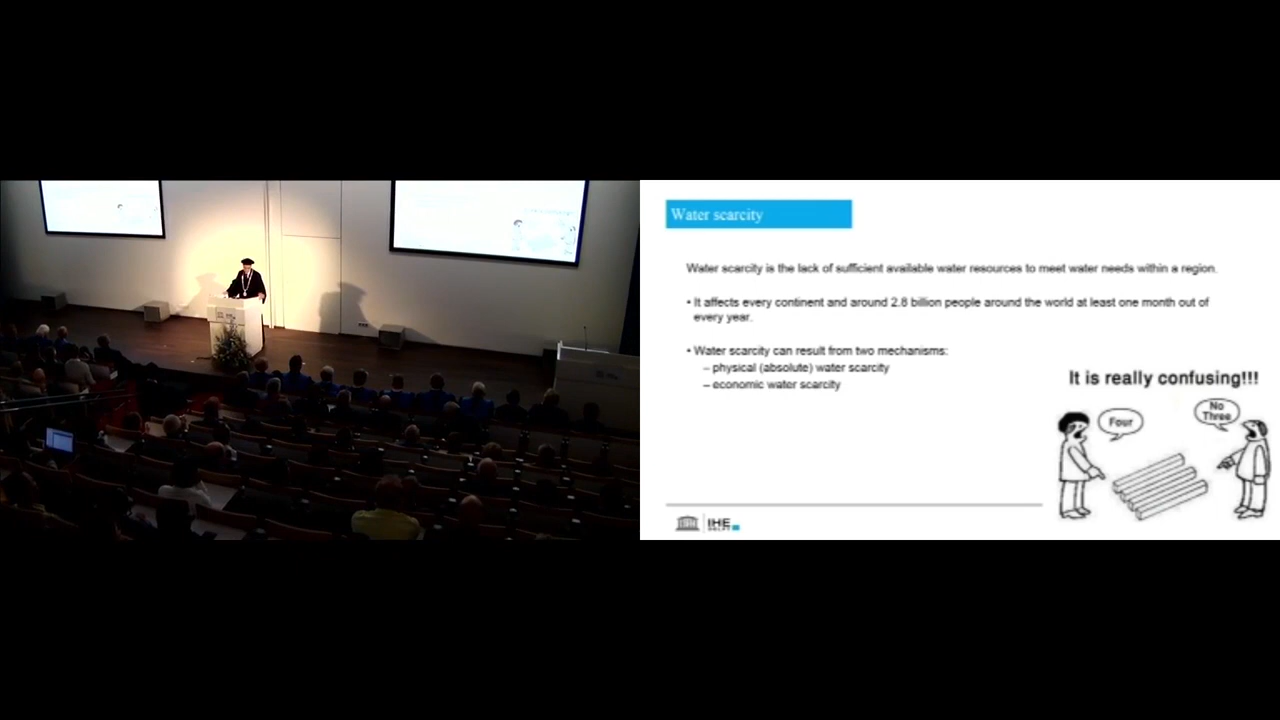 Water scarcity
Water scarcity is the lack of sufficient available water resources to meet water needs within a region.
• It affects every continent and around 2.8 billion people around the world at least one month out of
every year.
• Water scarcity can result from two mechanisms:
– physical (absolute) water scarcity
– economic water scarcity
It is really confusing!!!
Four
No
Three
IHE
DELFT